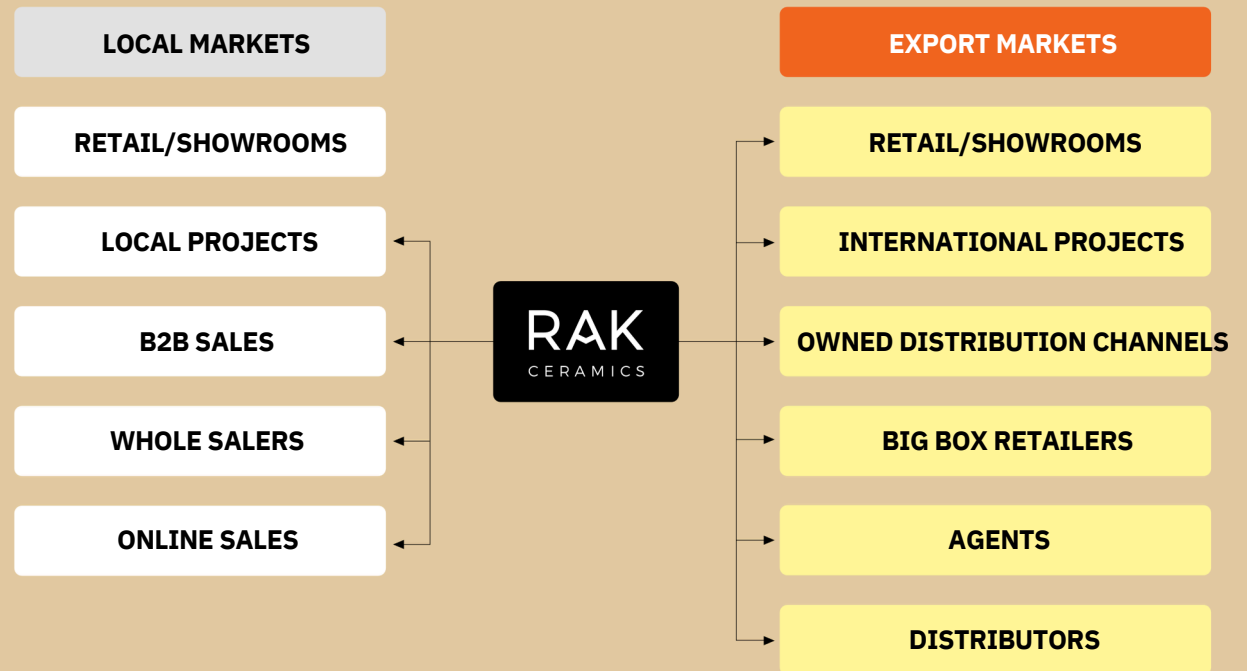 LOCAL MARKETS
RETAIL/SHOWROOMS
LOCAL PROJECTS
B2B SALES
WHOLE SALERS
ONLINE SALES
RAK
CERAMICS
EXPORT MARKETS
RETAIL/SHOWROOMS
INTERNATIONAL PROJECTS
OWNED DISTRIBUTION CHANNELS
BIG BOX RETAILERS
AGENTS
DISTRIBUTORS